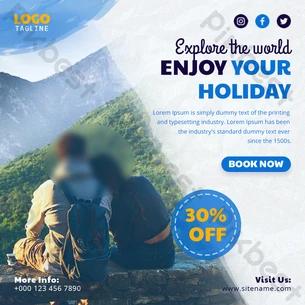 LOGO
TAGLINE
Explore the world
ENJOY YOUR
HOLIDAY
Lorem Ipsum is simply dummy text of the printing
and typesetting industry. Lorem Ipsum has been
the industry's standard dummy text ever
since the 1500s.
BOOK NOW
30%
OFF
More Info:
+000 123 456 7890
Visit Us:
www.sitename.com